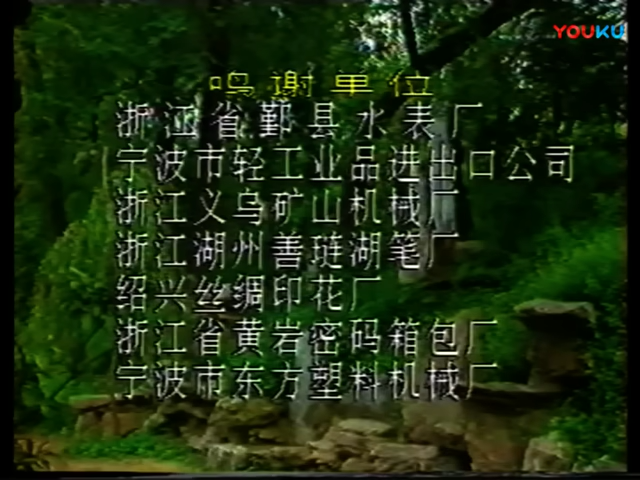 YOUKU
鸣谢单位
浙江省鄞县水表厂
宁波市轻工业品进出口公司
浙江义乌矿山机械厂
浙江湖州善琏湖笔厂
绍兴丝绸印花厂
浙江省黄岩密码箱包厂
宁波市东方塑料机械厂